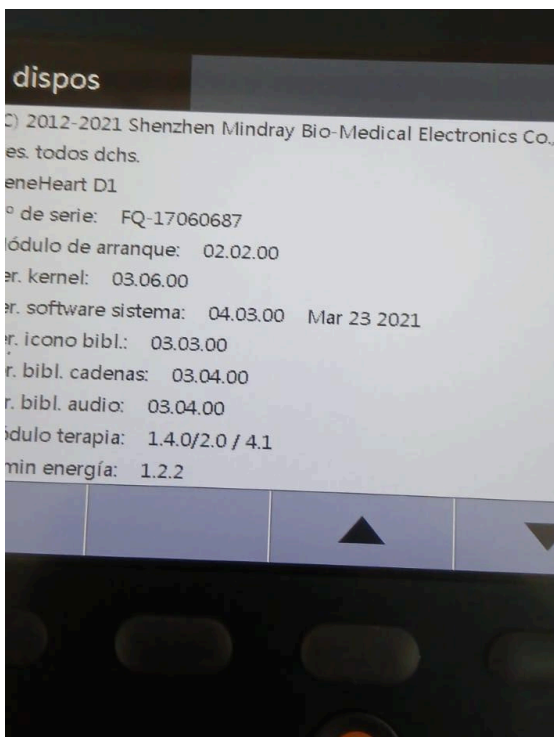 dispos
C) 2012-2021 Shenzhen Mindray Bio-Medical Electronics Co.,
es. todos dchs.
eneHeart D1
º de serie: FQ-17060687
ódulo de arranque: 02.02.00
er. kernel: 03.06.00
er. software sistema: 04.03.00 Mar 23 2021
er. icono bibl.: 03.03.00
r. bibl. cadenas: 03.04.00
r. bibl. audio: 03.04.00
ódulo terapia: 1.4.0/2.0 / 4.1
min energía: 1.2.2